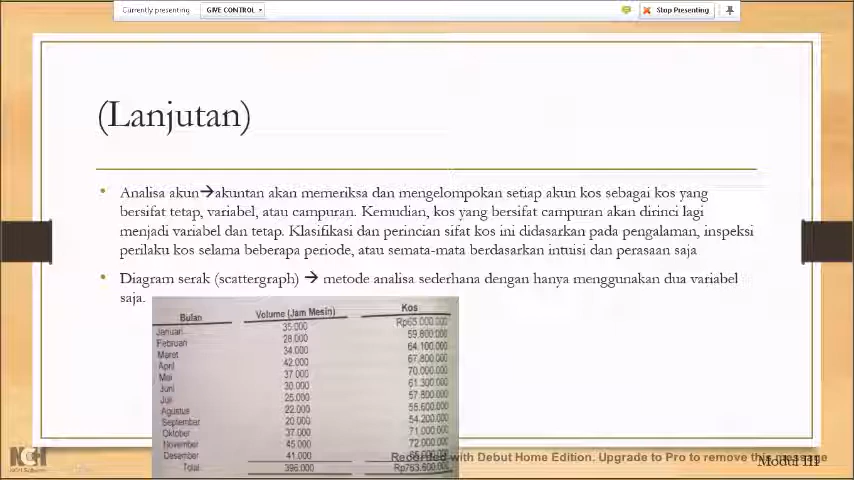 Currently presenting GIVE CONTROL Stop Presenting
(Lanjutan)
• Analisa akun→akuntan akan memeriksa dan mengelompokan setiap akun kos sebagai kos yang
bersifat tetap, variabel, atau campuran. Kemudian, kos yang bersifat campuran akan dirinci lagi
menjadi variabel dan tetap. Klasifikasi dan perincian sifat kos ini didasarkan pada pengalaman, inspeksi
perilaku kos selama beberapa periode, atau semata-mata berdasarkan intuisi dan perasaan saja
• Diagram serak (scattergraph) → metode analisa sederhana dengan hanya menggunakan dua variabel
saja.
Bulan Volume (Jam Mesin) Kos
Januari 35.000 Rp65.000.000
Februari 28.000 59.800.000
Maret 34.000 64.100.000
April 42.000 67.800.000
Mei 37.000 70.000.000
Juni 30.000 61.300.000
Juli 25.000 57.800.000
Agustus 22.000 55.600.000
September 20.000 54.200.000
Oktober 37.000 71.000.000
November 45.000 72.000.000
Desember 41.000
Total 396.000 Rp763.600.000
NCH
Recorded with Debut Home Edition. Upgrade to Pro to remove this message
Modul III